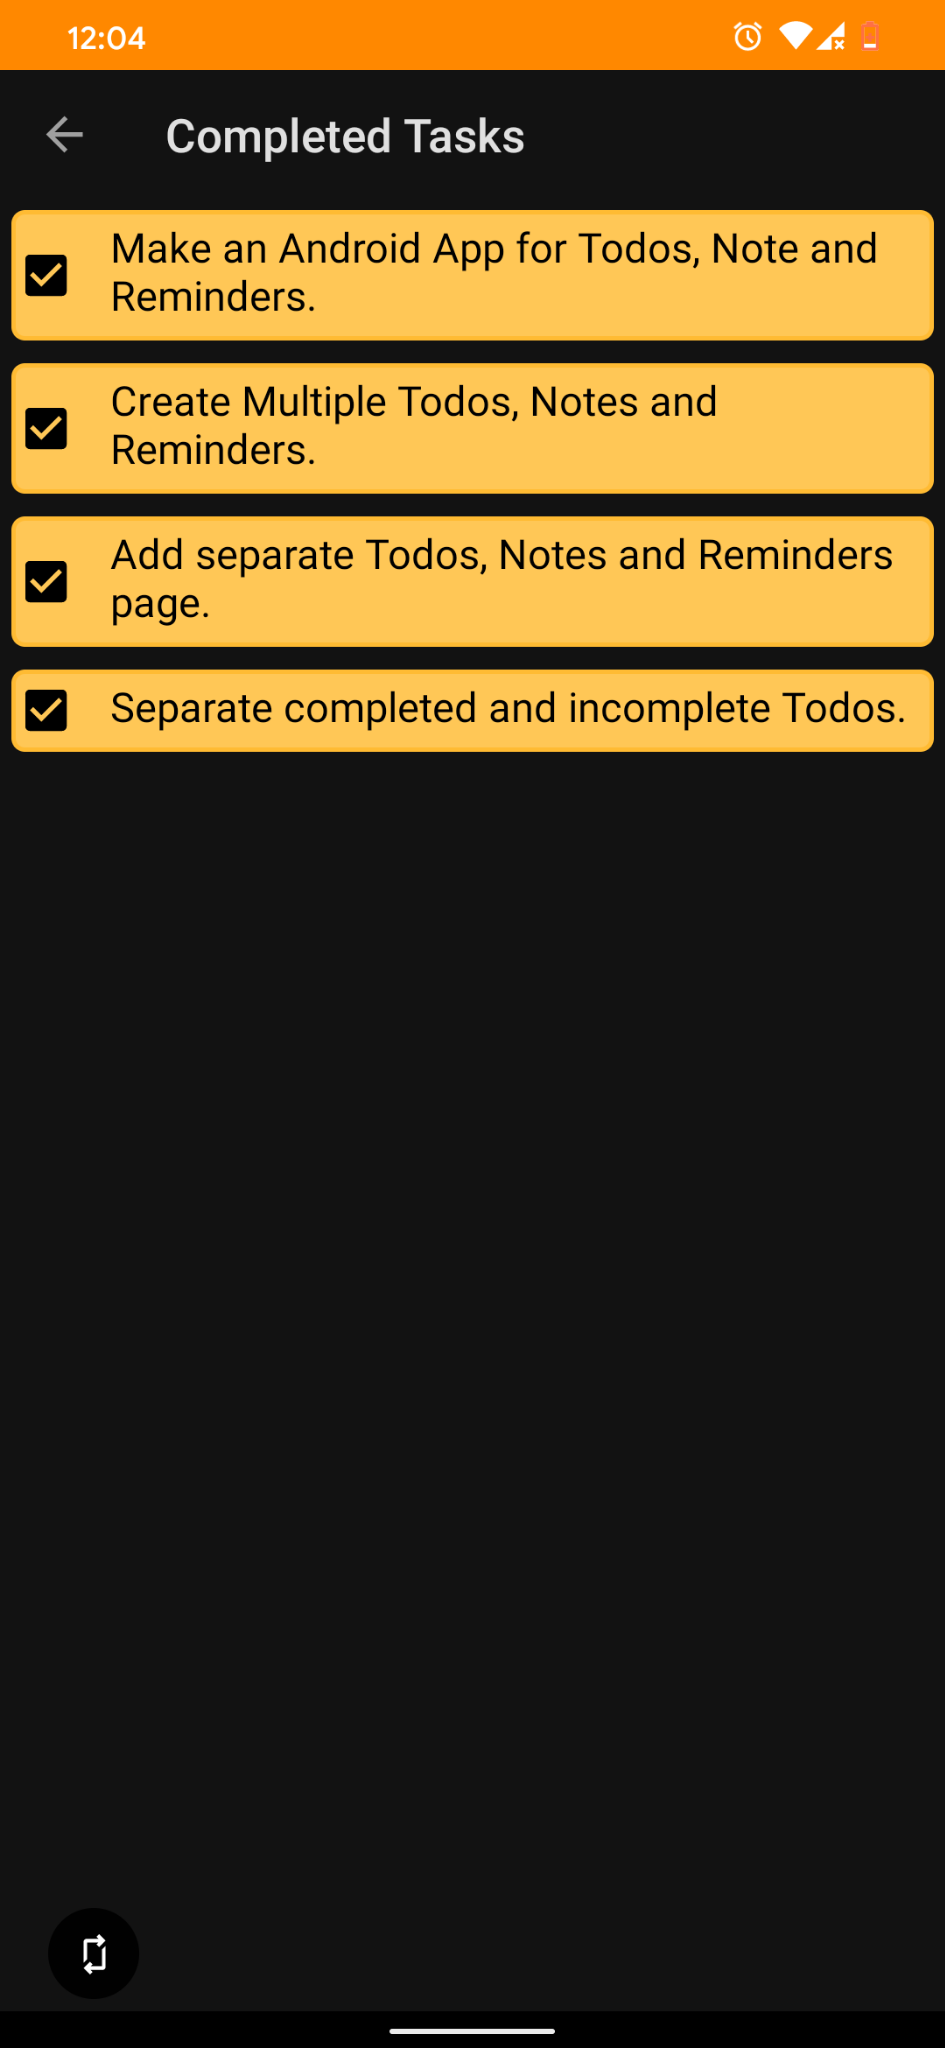 12:04
Completed Tasks
Make an Android App for Todos, Note and
Reminders.
Create Multiple Todos, Notes and
Reminders.
Add separate Todos, Notes and Reminders
page.
Separate completed and incomplete Todos.